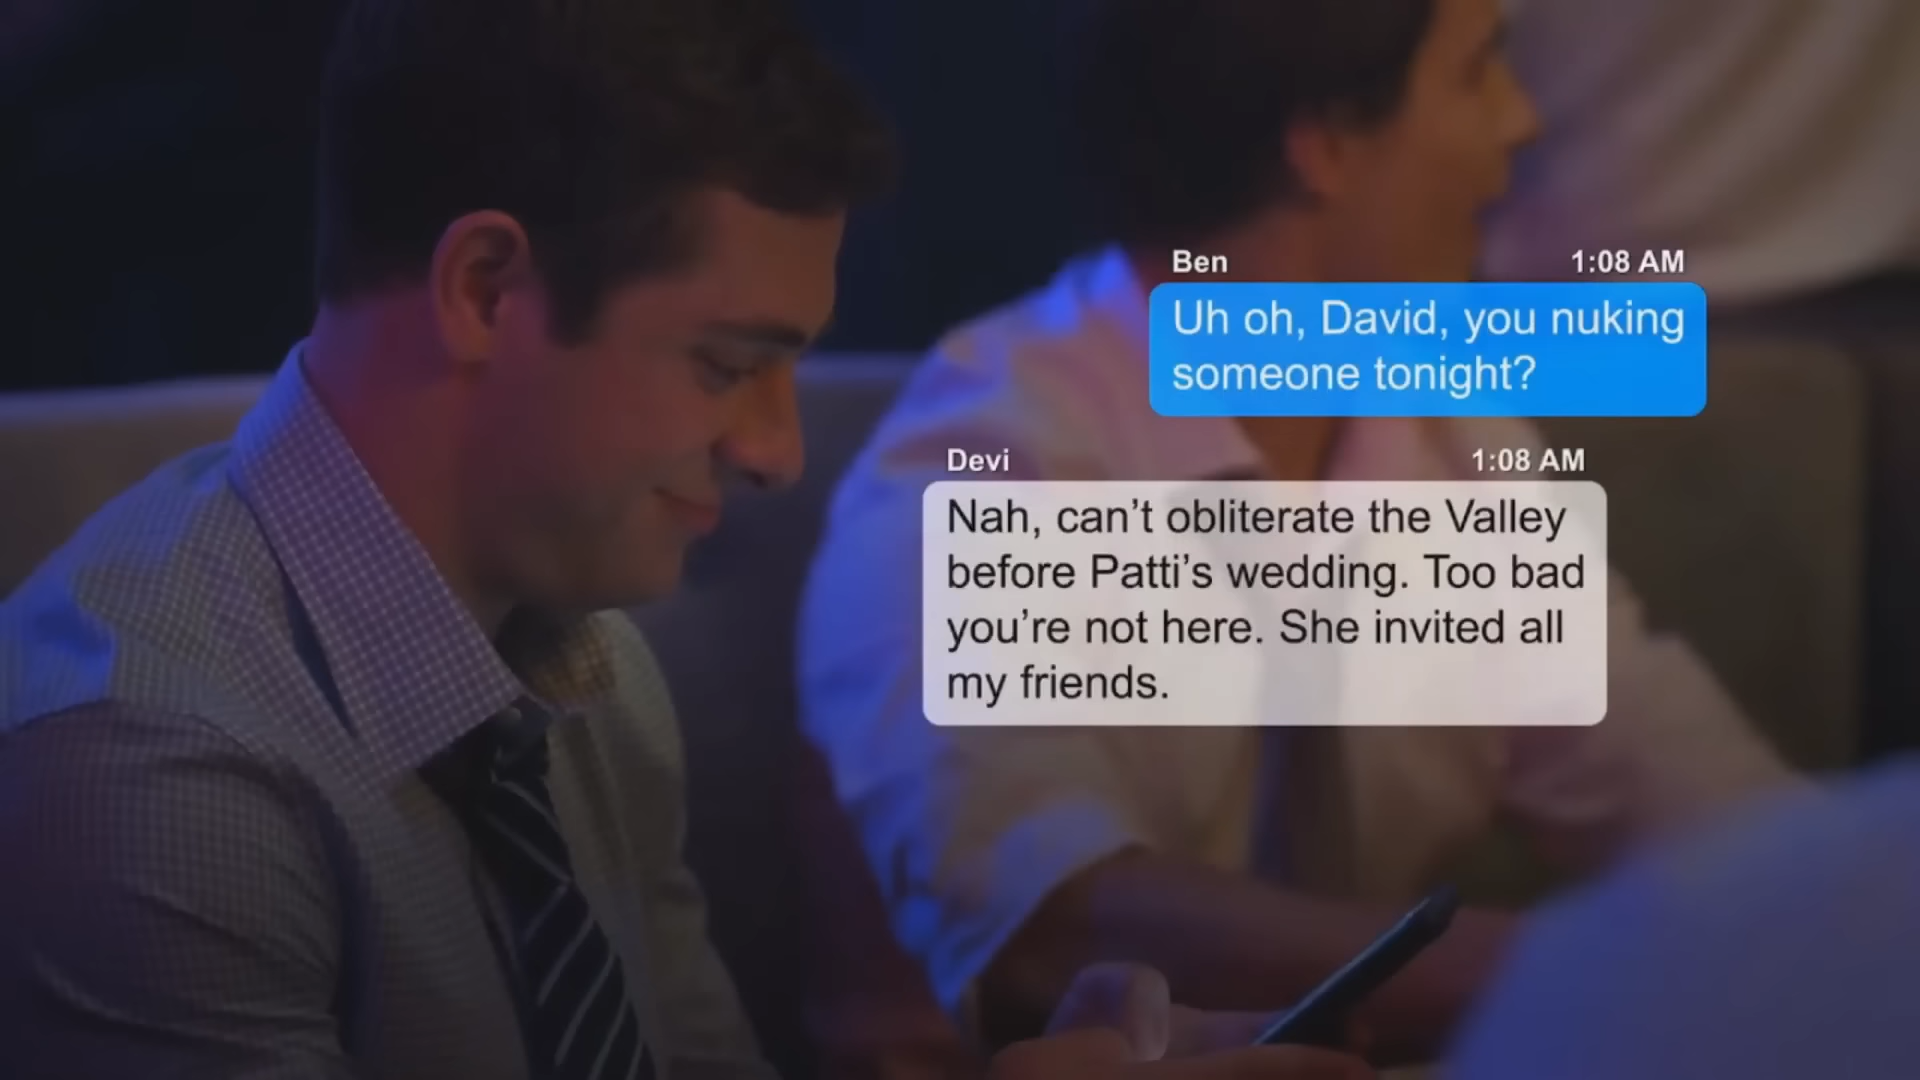 Ben 1:08 AM
Uh oh, David, you nuking
someone tonight?
Devi 1:08 AM
Nah, can’t obliterate the Valley
before Patti’s wedding. Too bad
you’re not here. She invited all
my friends.